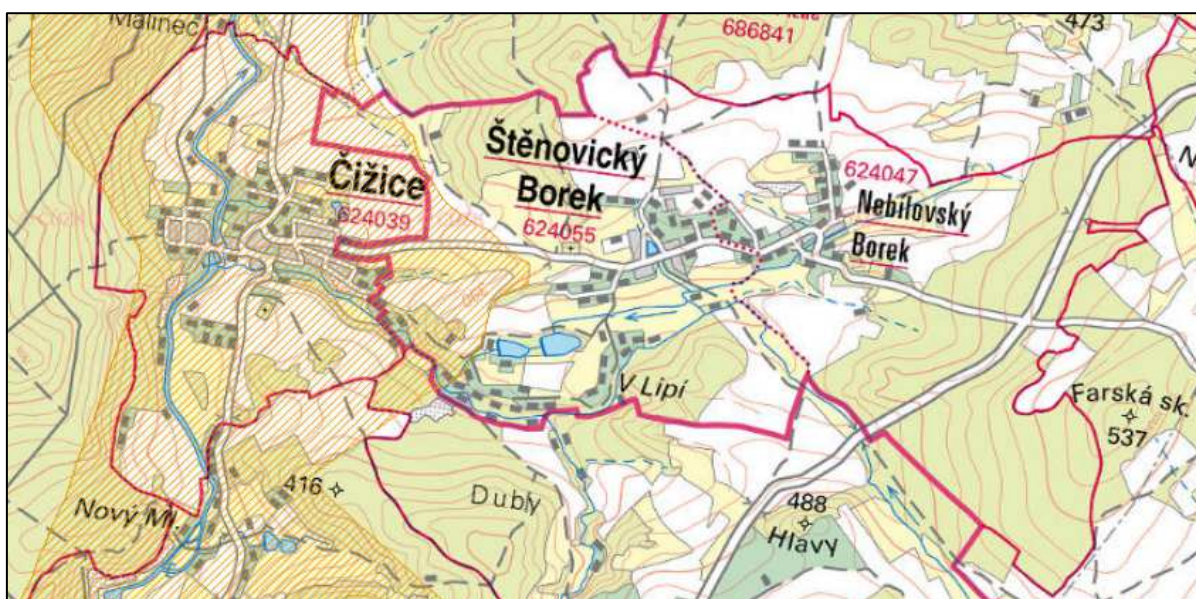 Malinec
686841
473
Štěnovický
Borek
624055
Čižice
624039
624047
Nebílovský
Borek
V Lipí
Farská sk.
537
416
Dubly
488
Hlavy
Nový Ml.